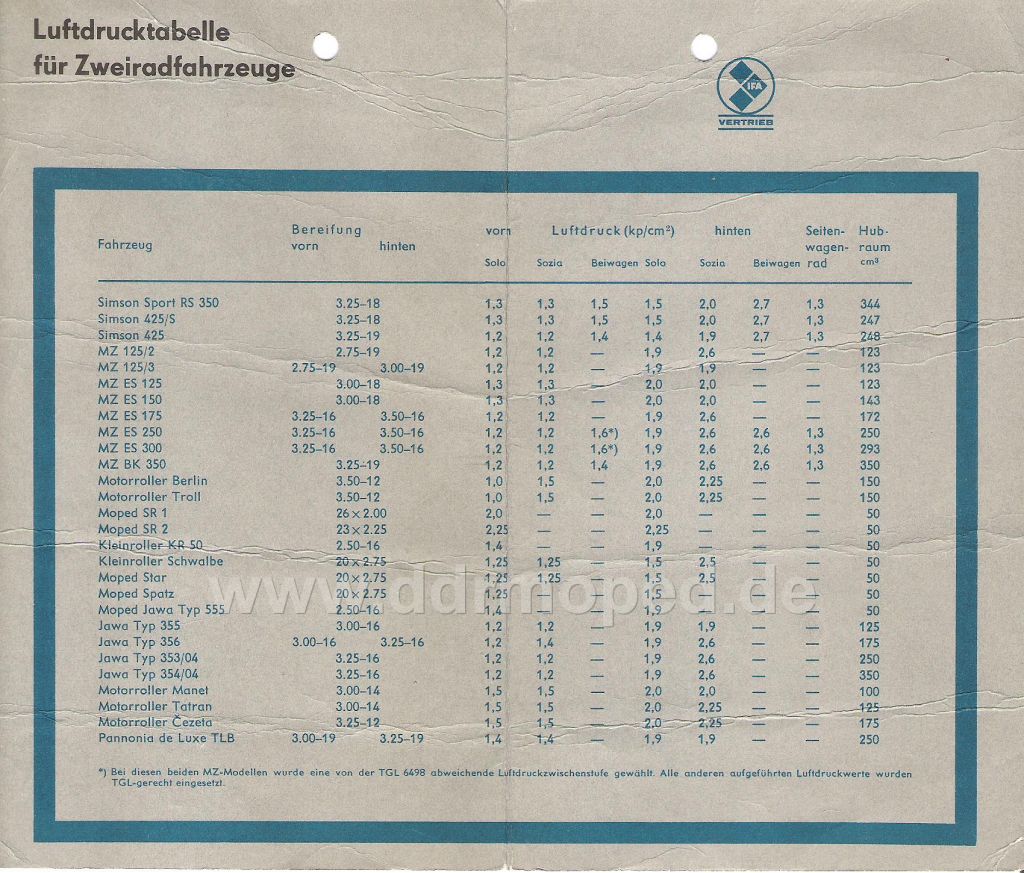 Luftdrucktabelle
für Zweiradfahrzeuge
IFA
VERTRIEB
Bereifung vorn Luftdruck (kp/cm²) hinten Seiten- Hub-
Fahrzeug vorn hinten wagen- raum
Solo Sozia Beiwagen Solo Sozia Beiwagen rad cm³
Simson Sport RS 350 3.25–18 1,3 1,3 1,5 1,5 2,0 2,7 1,3 344
Simson 425/S 3.25–18 1,3 1,3 1,5 1,5 2,0 2,7 1,3 247
Simson 425 3.25–19 1,2 1,2 1,4 1,4 1,9 2,7 1,3 248
MZ 125/2 2.75–19 1,2 1,2 — 1,9 2,6 — — 123
MZ 125/3 2.75–19 3.00–19 1,2 1,2 — 1,9 1,9 — — 123
MZ ES 125 3.00–18 1,3 1,3 — 2,0 2,0 — — 123
MZ ES 150 3.00–18 1,3 1,3 — 2,0 2,0 — — 143
MZ ES 175 3.25–16 3.50–16 1,2 1,2 — 1,9 2,6 — — 172
MZ ES 250 3.25–16 3.50–16 1,2 1,2 1,6*) 1,9 2,6 2,6 1,3 250
MZ ES 300 3.25–16 3.50–16 1,2 1,2 1,6*) 1,9 2,6 2,6 1,3 293
MZ BK 350 3.25–19 1,2 1,2 1,4 1,9 2,6 2,6 1,3 350
Motorroller Berlin 3.50–12 1,0 1,5 — 2,0 2,25 — — 150
Motorroller Troll 3.50–12 1,0 1,5 — 2,0 2,25 — — 150
Moped SR 1 26×2.00 2,0 — — 2,0 — — — 50
Moped SR 2 23×2.25 2,25 — — 2,25 — — — 50
Kleinroller KR 50 2.50–16 1,4 — — 1,9 — — — 50
Kleinroller Schwalbe 20×2.75 1,25 1,25 — 1,5 2,5 — — 50
Moped Star 20×2.75 1,25 1,25 — 1,5 2,5 — — 50
Moped Spatz 20×2.75 1,25 — — 1,5 — — — 50
Moped Jawa Typ 555 2.50–16 1,4 — — 1,9 — — — 50
Jawa Typ 355 3.00–16 1,2 1,2 — 1,9 1,9 — — 125
Jawa Typ 356 3.00–16 3.25–16 1,2 1,4 — 1,9 2,6 — — 175
Jawa Typ 353/04 3.25–16 1,2 1,2 — 1,9 2,6 — — 250
Jawa Typ 354/04 3.25–16 1,2 1,2 — 1,9 2,6 — — 350
Motorroller Manet 3.00–14 1,5 1,5 — 2,0 2,0 — — 100
Motorroller Tatran 3.00–14 1,5 1,5 — 2,0 2,25 — — 125
Motorroller Čezeta 3.25–12 1,5 1,5 — 2,0 2,25 — — 175
Pannonia de Luxe TLB 3.00–19 3.25–19 1,4 1,4 — 1,9 1,9 — — 250
*) Bei diesen beiden MZ-Modellen wurde eine von der TGL 6498 abweichende Luftdruckzwischenstufe gewählt. Alle anderen aufgeführten Luftdruckwerte wurden
TGL-gerecht eingesetzt.
www.ddrmoped.de